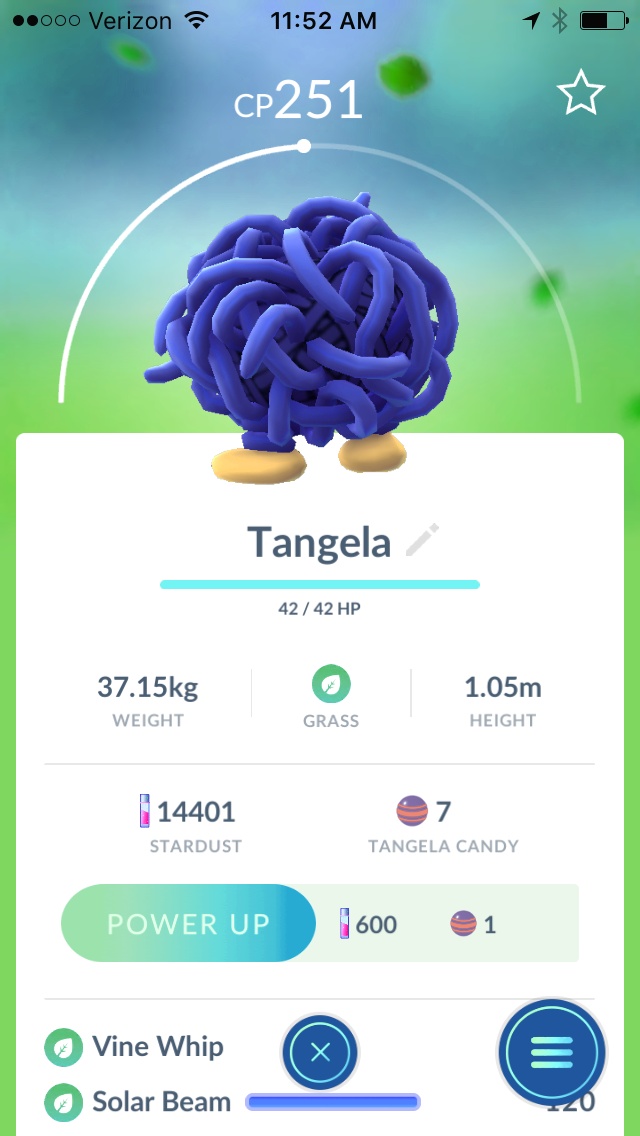 Verizon 11:52 AM
CP251
Tangela
42 / 42 HP
37.15kg 1.05m
WEIGHT GRASS HEIGHT
14401 7
STARDUST TANGELA CANDY
POWER UP 600 1
Vine Whip
Solar Beam 120